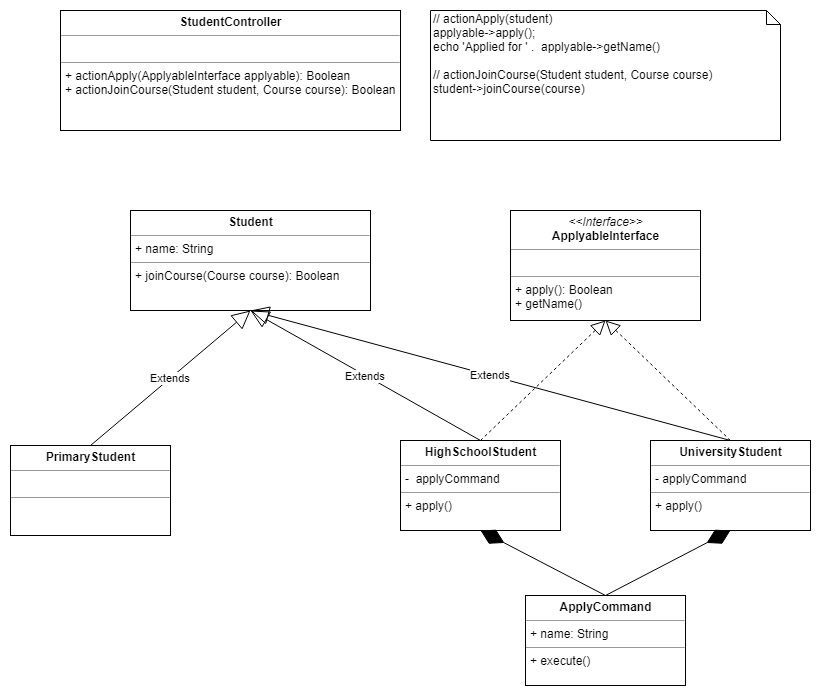 StudentController
+ actionApply(ApplyableInterface applyable): Boolean
+ actionJoinCourse(Student student, Course course): Boolean
// actionApply(student)
applyable->apply();
echo 'Applied for ' .  applyable->getName()
// actionJoinCourse(Student student, Course course)
student->joinCourse(course)
Student
+ name: String
+ joinCourse(Course course): Boolean
<<Interface>>
ApplyableInterface
+ apply(): Boolean
+ getName()
Extends
Extends
Extends
PrimaryStudent
HighSchoolStudent
-  applyCommand
+ apply()
UniversityStudent
- applyCommand
+ apply()
ApplyCommand
+ name: String
+ execute()